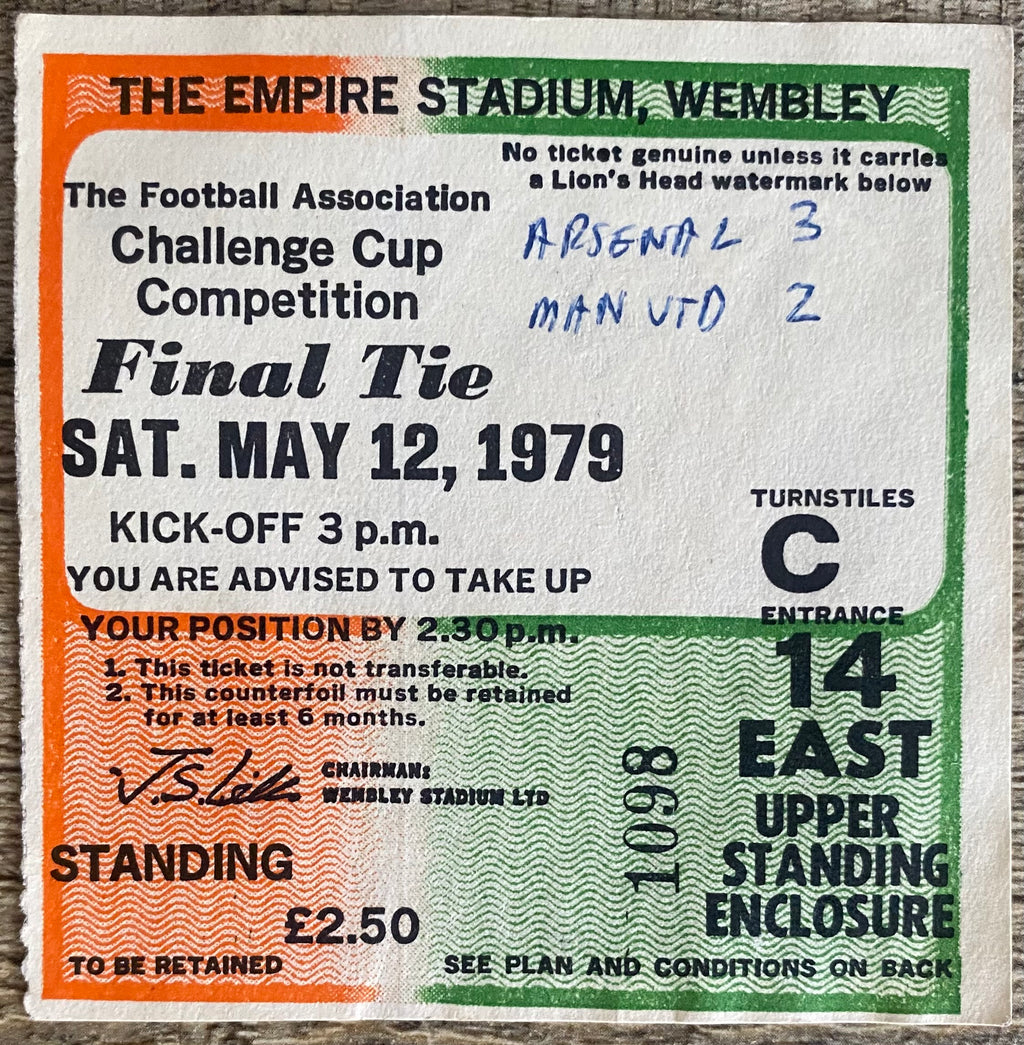 THE EMPIRE STADIUM, WEMBLEY
No ticket genuine unless it carries
a Lion's Head watermark below
The Football Association
Challenge Cup
Competition
Final Tie
SAT. MAY 12, 1979
KICK-OFF 3 p.m.
YOU ARE ADVISED TO TAKE UP
YOUR POSITION BY 2.30 p.m.
ARSENAL 3
MAN UTD 2
TURNSTILES
C
ENTRANCE
14
EAST
UPPER
STANDING
ENCLOSURE
1. This ticket is not transferable.
2. This counterfoil must be retained
for at least 6 months.
CHAIRMAN:
WEMBLEY STADIUM LTD
1098
STANDING
£2.50
TO BE RETAINED
SEE PLAN AND CONDITIONS ON BACK